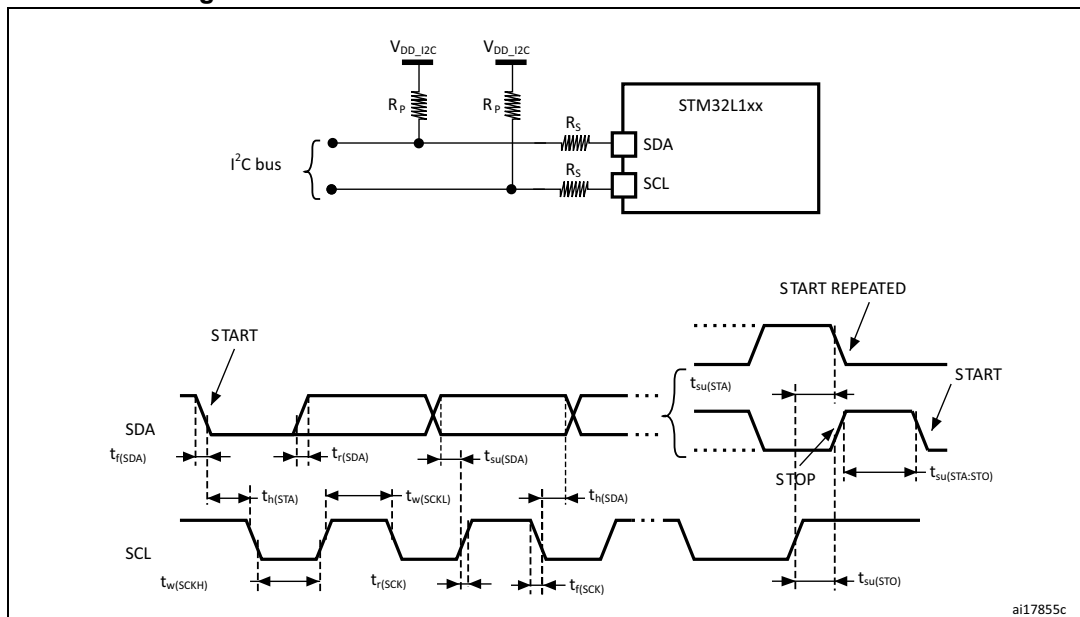 V_DD_I2C V_DD_I2C
R_P R_P
STM32L1xx
R_S
SDA
I²C bus
R_S
SCL
START REPEATED
START
START
t_su(STA)
SDA
t_f(SDA) t_r(SDA) t_su(SDA)
STOP
t_su(STA:STO)
t_h(STA) t_w(SCKL) t_h(SDA)
SCL
t_w(SCKH) t_r(SCK) t_f(SCK) t_su(STO)
ai17855c